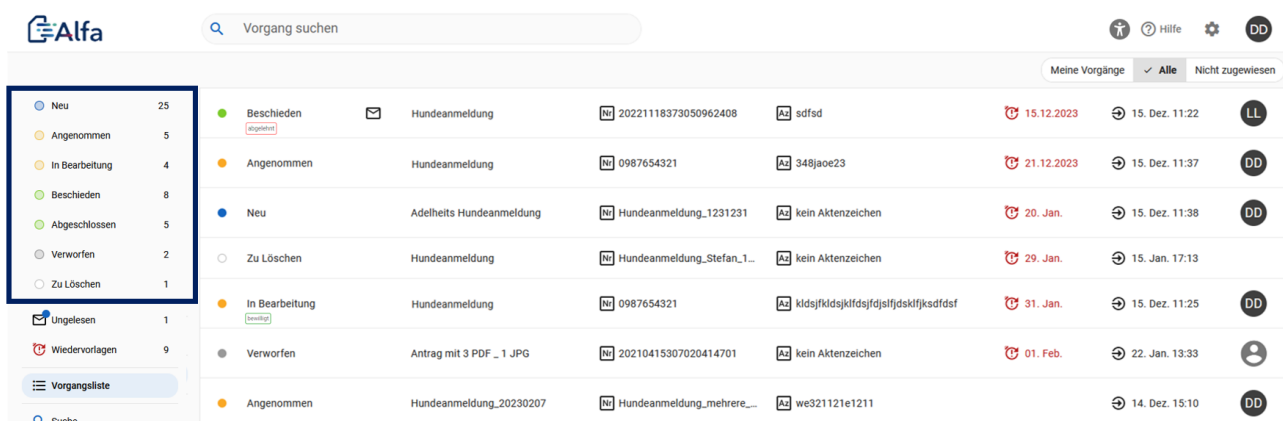 Alfa
Vorgang suchen
Hilfe
DD
Meine Vorgänge Alle Nicht zugewiesen
Neu 25
Angenommen 5
In Bearbeitung 4
Beschieden 8
Abgeschlossen 5
Verworfen 2
Zu Löschen 1
Ungelesen 1
Wiedervorlagen 9
Vorgangsliste
Suche
Beschieden Hundeanmeldung Nr 20221118373050962408 Az sdfsd 15.12.2023 15. Dez. 11:22 LL
abgelehnt
Angenommen Hundeanmeldung Nr 0987654321 Az 348jaoe23 21.12.2023 15. Dez. 11:37 DD
Neu Adelheits Hundeanmeldung Nr Hundeanmeldung_1231231 Az kein Aktenzeichen 20. Jan. 15. Dez. 11:38 DD
Zu Löschen Hundeanmeldung Nr Hundeanmeldung_Stefan_1... Az kein Aktenzeichen 29. Jan. 15. Jan. 17:13
In Bearbeitung Hundeanmeldung Nr 0987654321 Az kldsjfkldsjklfdsjfdjslfjdsklfjksdfdsf 31. Jan. 15. Dez. 11:25 DD
bewilligt
Verworfen Antrag mit 3 PDF _ 1 JPG Nr 20210415307020414701 Az kein Aktenzeichen 01. Feb. 22. Jan. 13:33
Angenommen Hundeanmeldung_20230207 Nr Hundeanmeldung_mehrere_... Az we321121e1211 14. Dez. 15:10 DD